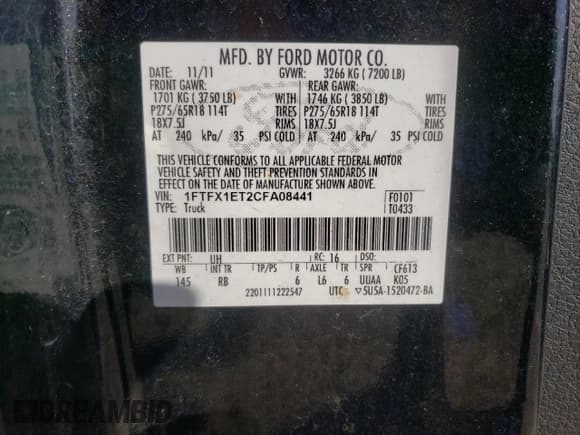 MFD. BY FORD MOTOR CO.
DATE: 11/11 GVWR: 3266 KG ( 7200 LB)
FRONT GAWR: REAR GAWR:
1701 KG ( 3750 LB) WITH 1746 KG ( 3850 LB) WITH
P275/65R18 114T TIRES P275/65R18 114T TIRES
18X7.5J RIMS 18X7.5J RIMS
AT 240 kPa/ 35 PSI COLD AT 240 kPa/ 35 PSI COLD
THIS VEHICLE CONFORMS TO ALL APPLICABLE FEDERAL MOTOR
VEHICLE SAFETY AND THEFT PREVENTION STANDARDS IN
EFFECT ON THE DATE OF MANUFACTURE SHOWN ABOVE.
VIN: 1FTFX1ET2CFA08441 F0101
TYPE: Truck T0433
EXT PNT: UH RC: 16 DSO:
WB INT TR TP/PS R AXLE TR SPR CF613
145 RB 6 L6 6 UUAA K05
2201111222547 UTC ▽5U5A-1520472-BA
DREAMBID